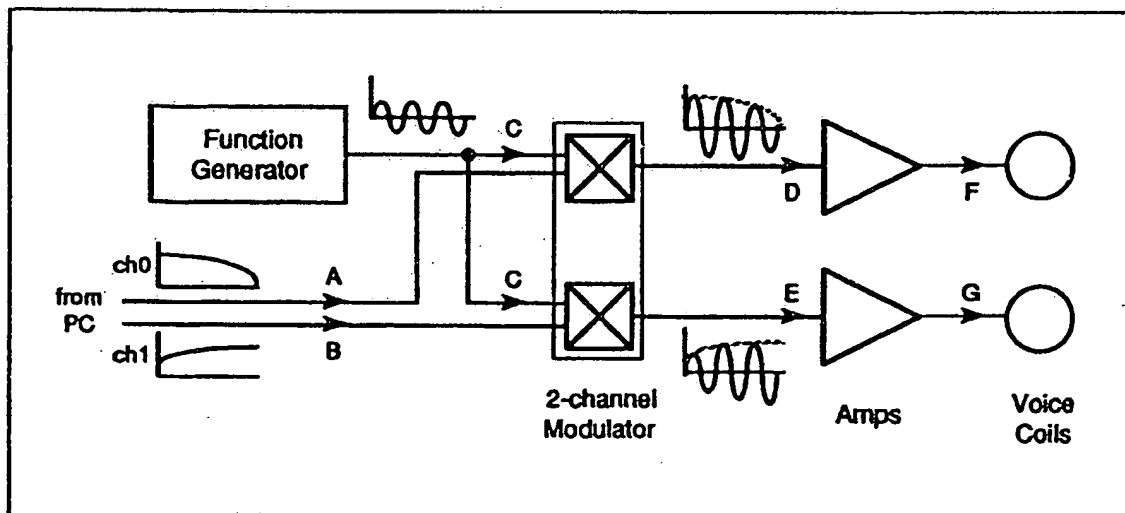 Function
Generator
C
D
F
ch0
from
PC
A
B
ch1
C
E
G
2-channel
Modulator
Amps
Voice
Coils